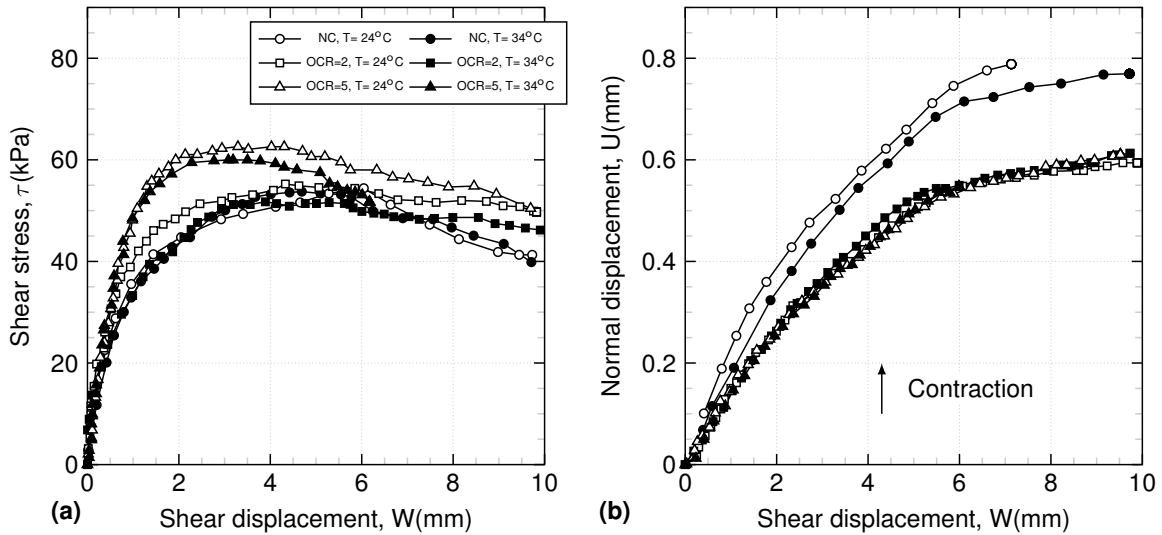 80
60
40
20
0
Shear stress, τ(kPa)
NC, T= 24°C
NC, T= 34°C
OCR=2, T= 24°C
OCR=2, T= 34°C
OCR=5, T= 24°C
OCR=5, T= 34°C
0 2 4 6 8 10
(a)
Shear displacement, W(mm)
0.8
0.6
0.4
0.2
0
Normal displacement, U(mm)
Contraction
0 2 4 6 8 10
(b)
Shear displacement, W(mm)